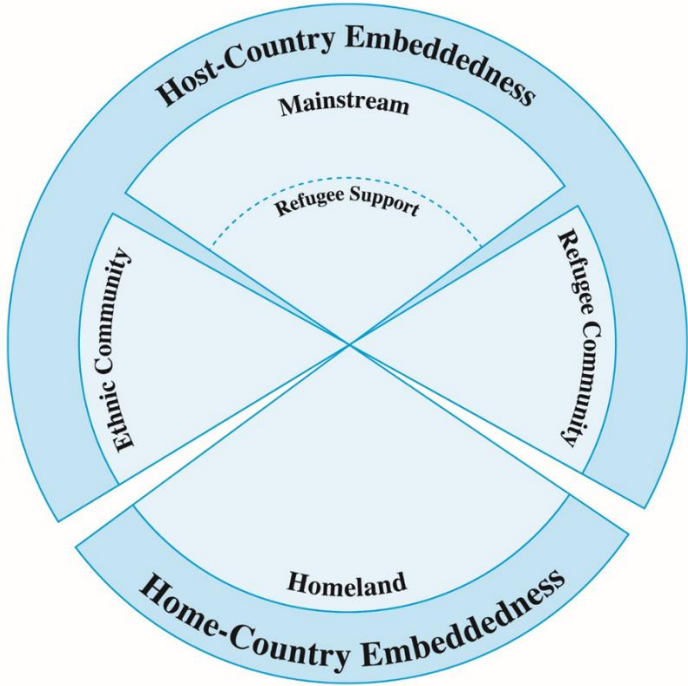 Host-Country Embeddedness
Mainstream
Refugee Support
Ethnic Community
Refugee Community
Homeland
Home-Country Embeddedness